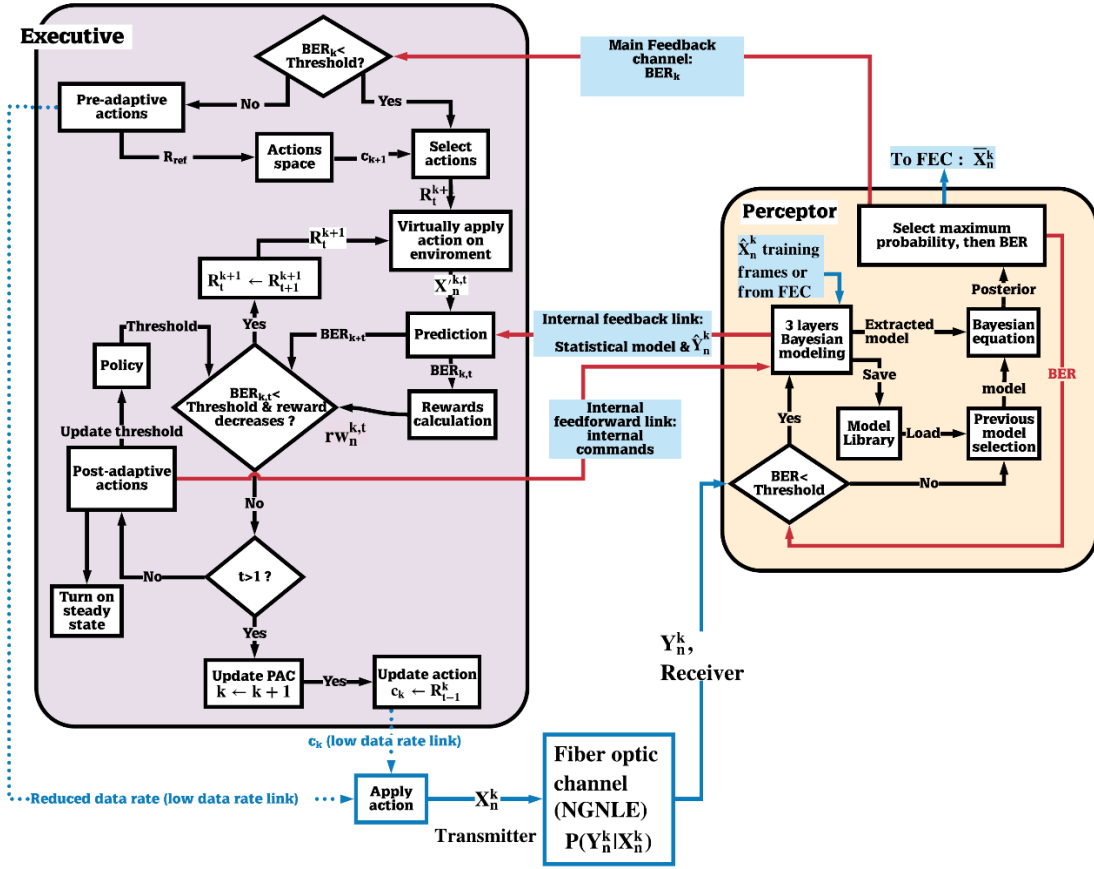 Executive
BER_k<
Threshold?
Main Feedback
channel:
BER_k
Pre-adaptive
actions
No
Yes
R_ref
Actions
space
c_{k+1}
Select
actions
To FEC : X̅_n^k
R_t^{k+1}
Perceptor
R_t^{k+1}
Virtually apply
action on
enviroment
Select maximum
probability, then BER
X̂_n^k training
frames or
from FEC
R_t^{k+1} ← R_{t+1}^{k+1}
X'_n^{k,t}
Posterior
Threshold
Yes
BER_{k+t}
Prediction
Internal feedback link:
Statistical model & Ŷ_n^k
3 layers
Bayesian
modeling
Extracted
model
Bayesian
equation
Policy
BER_{k,t}
Save
model
BER
BER_{k,t}<
Threshold & reward
decreases ?
Rewards
calculation
rw_n^{k,t}
Internal
feedforward link:
internal
commands
Yes
Model
Library
Load
Previous
model
selection
Update threshold
Post-adaptive
actions
BER<
Threshold
No
No
t>1 ?
No
Turn on
steady
state
Yes
Y_n^k,
Receiver
Update PAC
k ← k + 1
Yes
Update action
c_k ← R_{t-1}^k
c_k (low data rate link)
Reduced data rate (low data rate link)
Apply
action
X_n^k
Transmitter
Fiber optic
channel
(NGNLE)
P(Y_n^k|X_n^k)